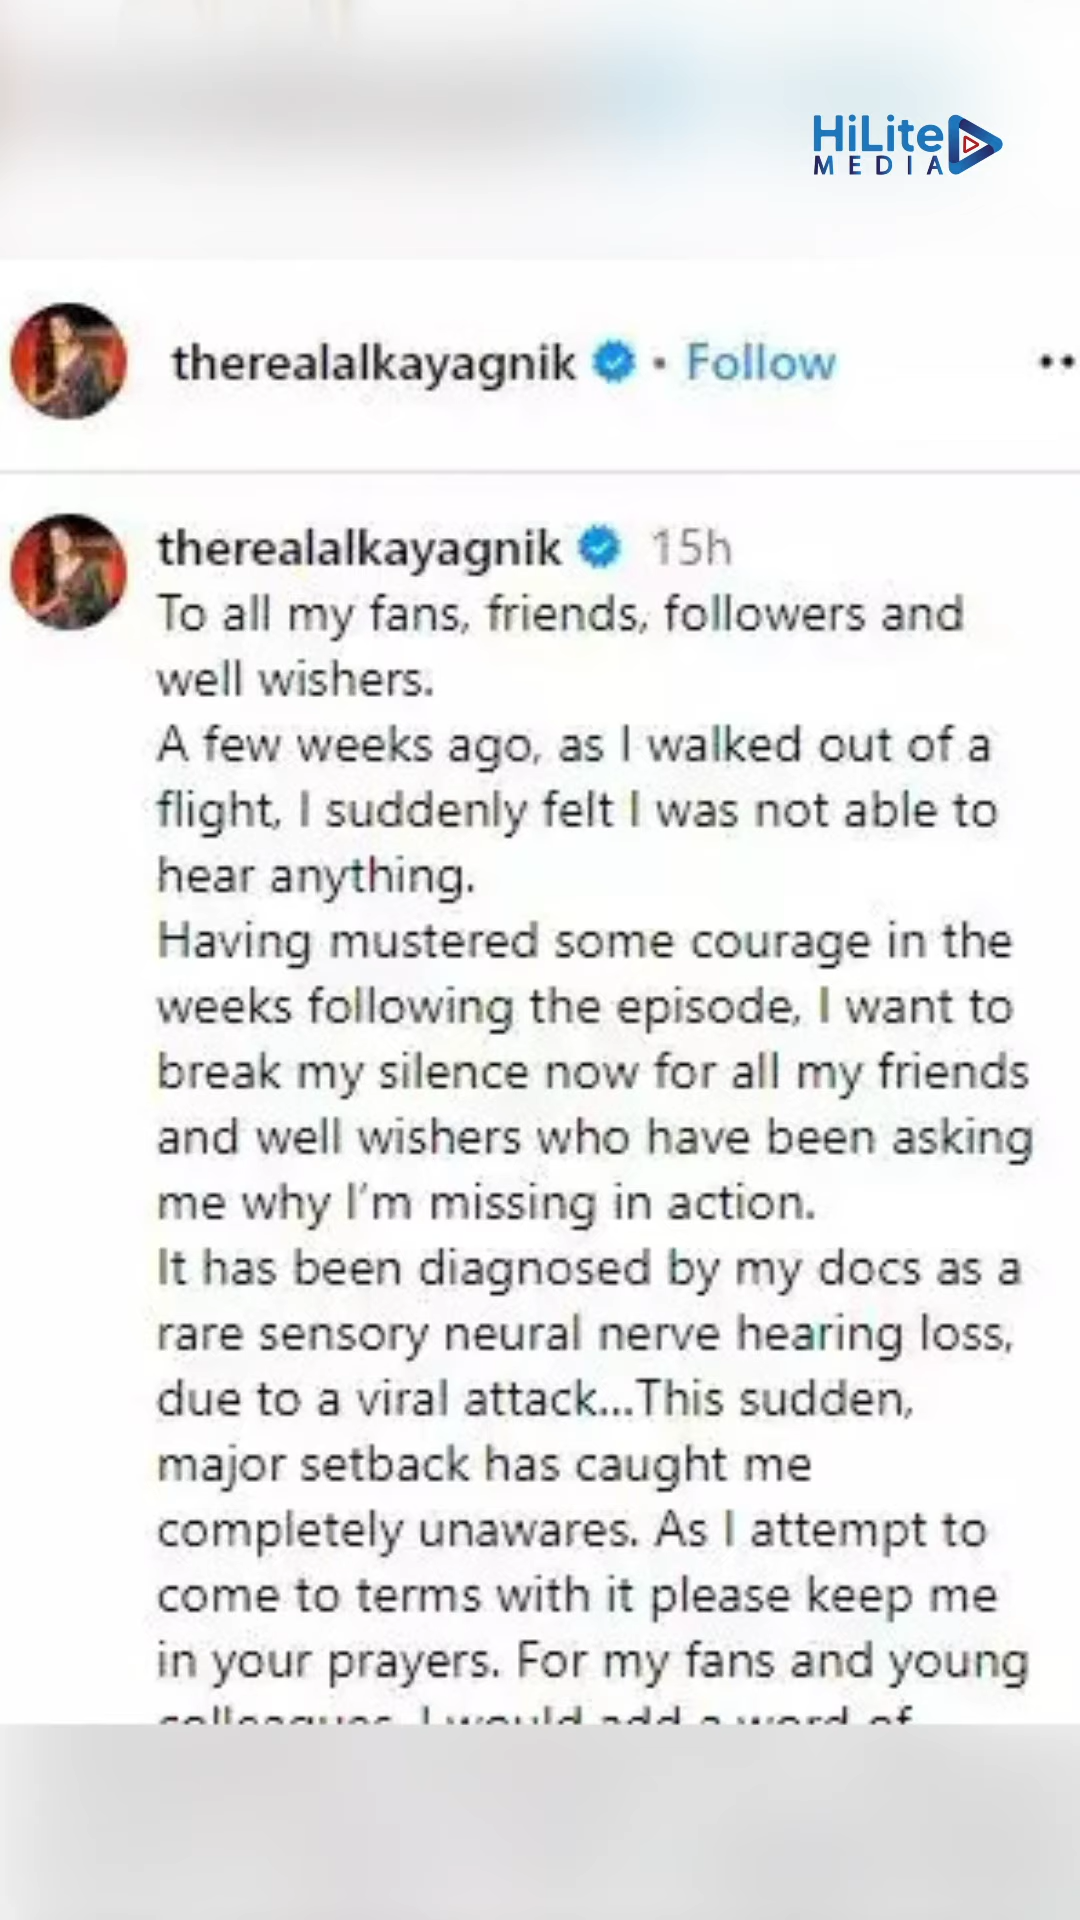 HiLite
MEDIA
therealalkayagnik • Follow ••
therealalkayagnik 15h
To all my fans, friends, followers and
well wishers.
A few weeks ago, as I walked out of a
flight, I suddenly felt I was not able to
hear anything.
Having mustered some courage in the
weeks following the episode, I want to
break my silence now for all my friends
and well wishers who have been asking
me why I'm missing in action.
It has been diagnosed by my docs as a
rare sensory neural nerve hearing loss,
due to a viral attack...This sudden,
major setback has caught me
completely unawares. As I attempt to
come to terms with it please keep me
in your prayers. For my fans and young
colleagues, I would add a word of